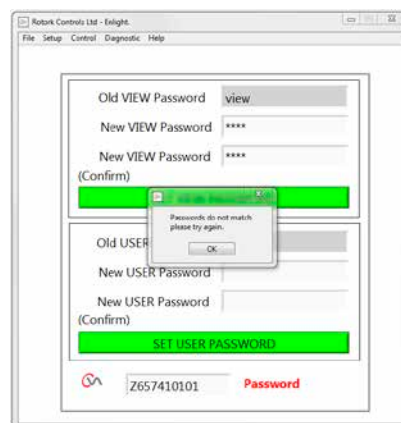 Rotork Controls Ltd - Enlight.
File Setup Control Diagnostic Help
Old VIEW Password view
New VIEW Password ****
New VIEW Password ****
(Confirm)
Passwords do not match
please try again.
OK
Old USER
New USER Password
New USER Password
(Confirm)
SET USER PASSWORD
Z657410101 Password